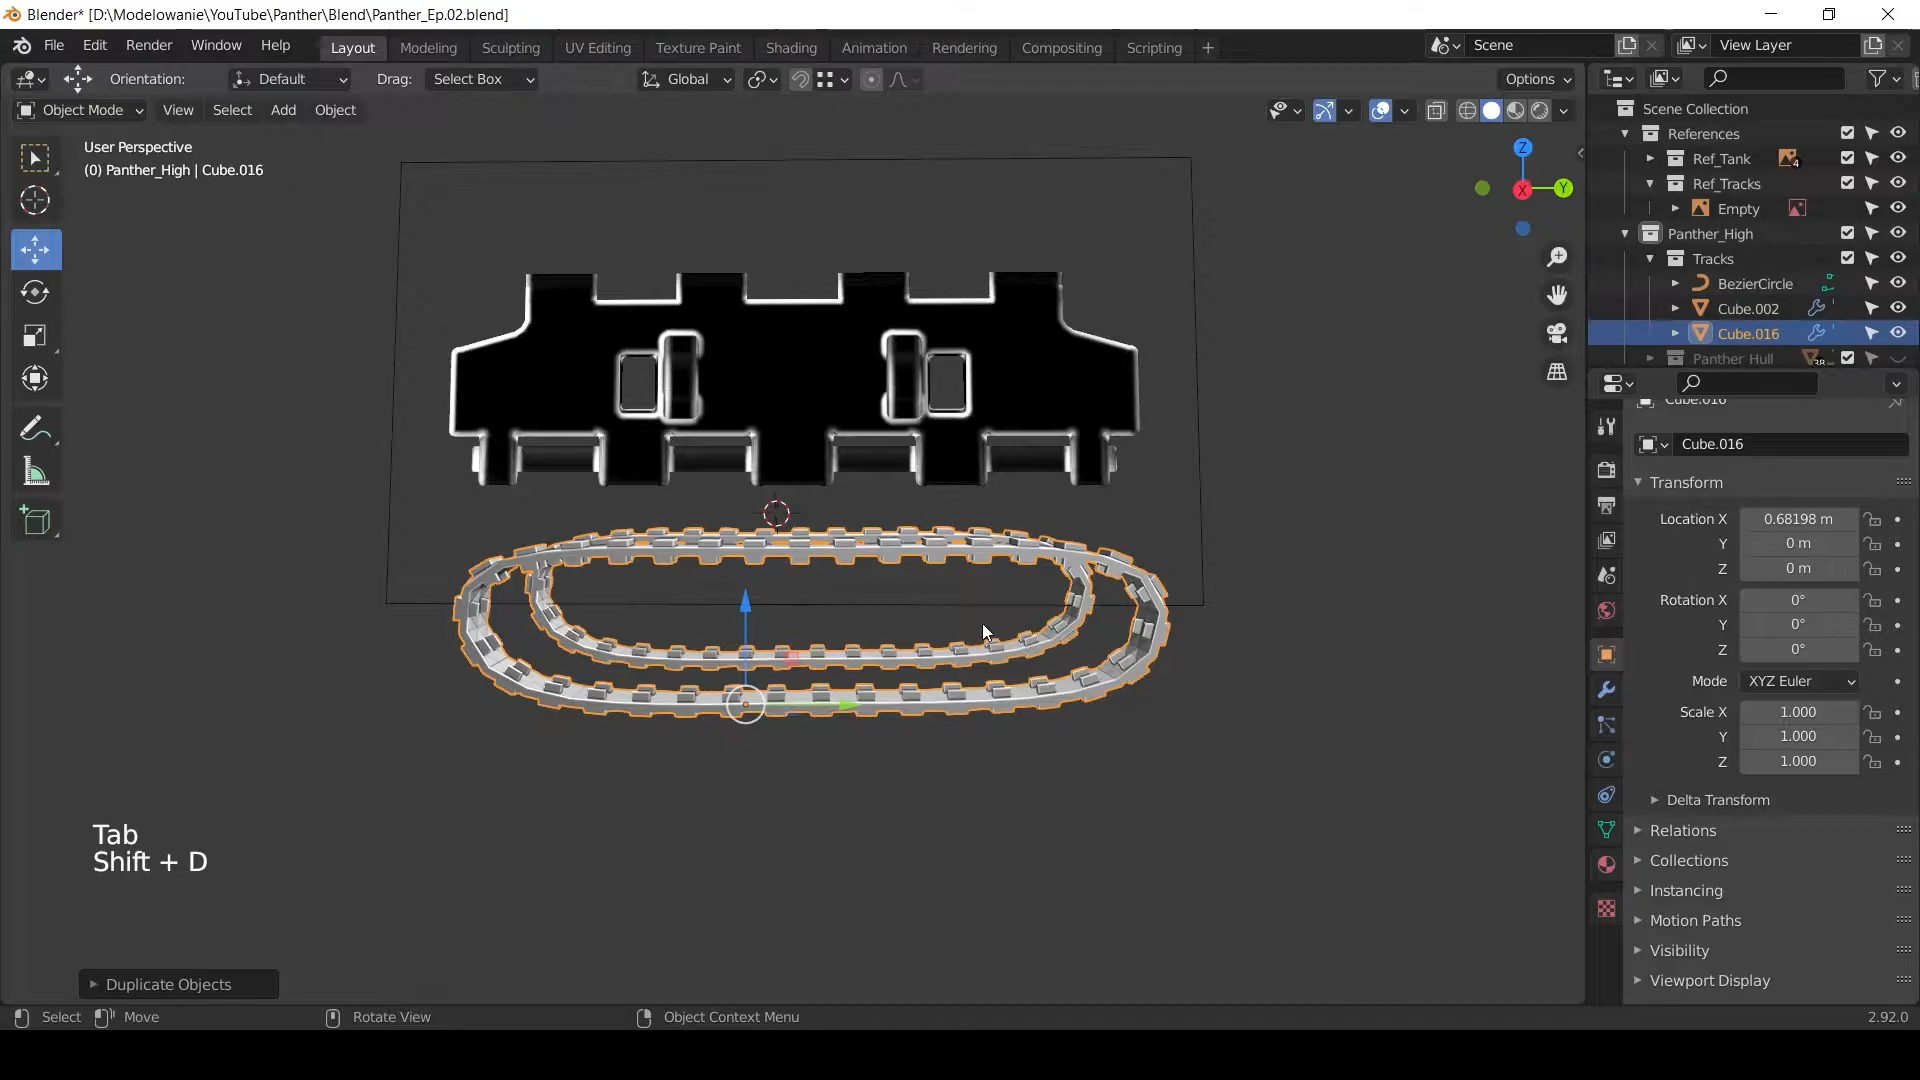 Blender* [D:\Modelowanie\YouTube\Panther\Blend\Panther_Ep.02.blend]
File Edit Render Window Help Layout Modeling Sculpting UV Editing Texture Paint Shading Animation Rendering Compositing Scripting + Scene View Layer
Orientation: Default Drag: Select Box Global Options
Object Mode View Select Add Object
User Perspective
(0) Panther_High | Cube.016
Z
X
Y
Scene Collection
References
Ref_Tank 4
Ref_Tracks
Empty
Panther_High
Tracks
BezierCircle
Cube.002
Cube.016
Panther Hull 38
Cube.016
Cube.016
Transform
Location X 0.68198 m
Y 0 m
Z 0 m
Rotation X 0°
Y 0°
Z 0°
Mode XYZ Euler
Scale X 1.000
Y 1.000
Z 1.000
Delta Transform
Relations
Collections
Instancing
Motion Paths
Visibility
Viewport Display
Tab
Shift + D
Duplicate Objects
Select Move Rotate View Object Context Menu 2.92.0